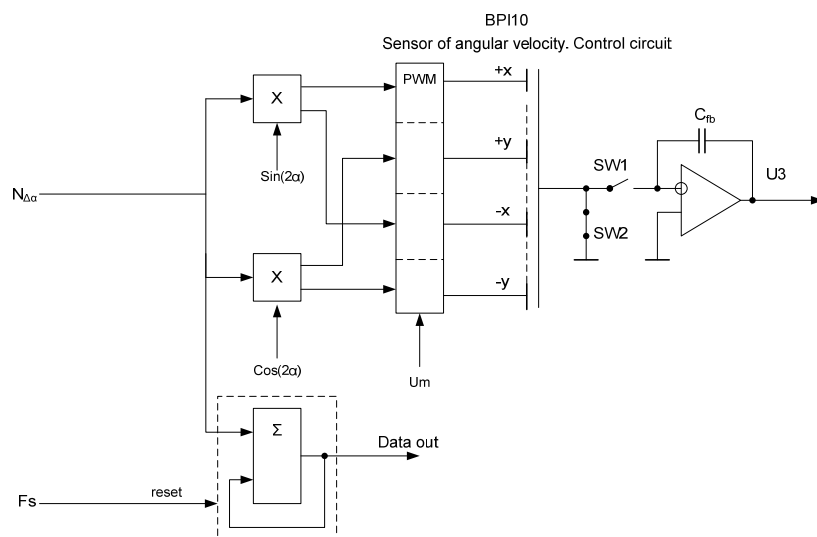 BPI10
Sensor of angular velocity. Control circuit
PWM
+x
X
Cfb
+y
SW1
Sin(2α)
U3
NΔα
-x
SW2
X
-y
Cos(2α)
Um
Σ
Data out
reset
Fs